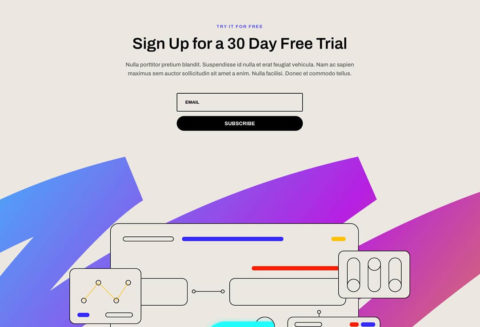 TRY IT FOR FREE
Sign Up for a 30 Day Free Trial
Nulla porttitor pretium blandit. Suspendisse id nulla et erat feugiat vehicula. Nam ac sapien
maximus sem auctor sollicitudin sit amet a enim. Nulla facilisi. Donec et commodo tellus.
EMAIL
SUBSCRIBE